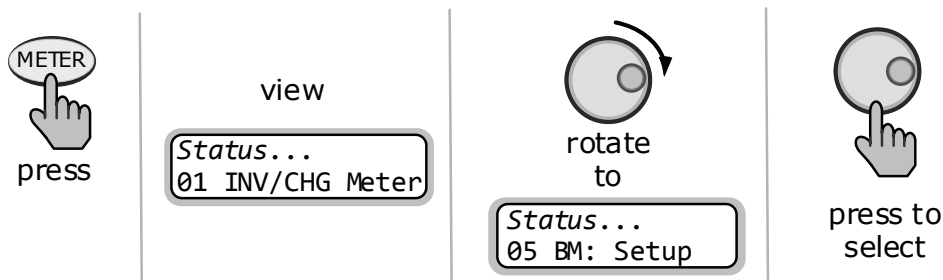 METER
press
view
Status...
01 INV/CHG Meter
rotate
to
Status...
05 BM: Setup
press to
select